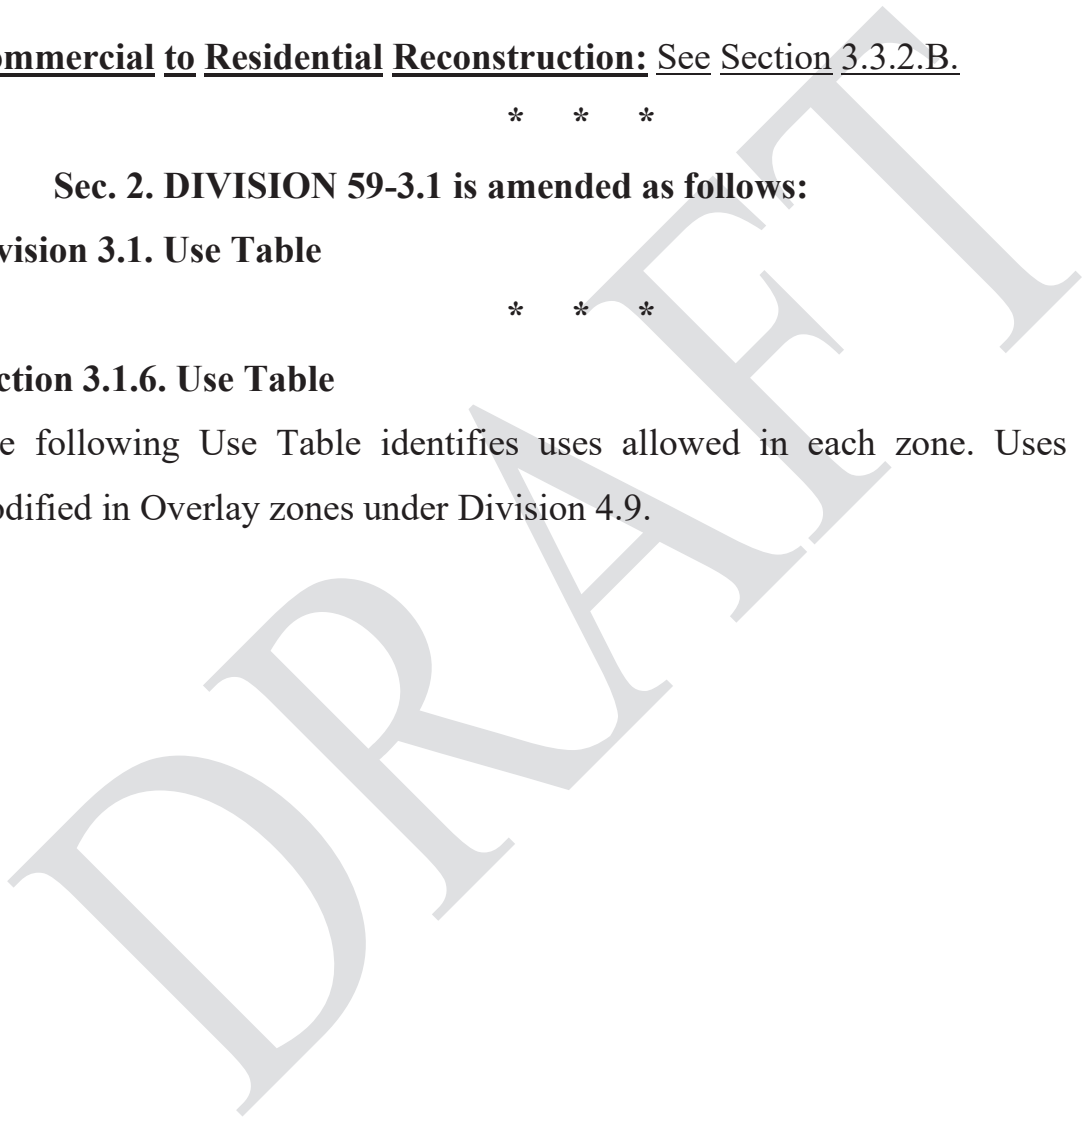 ommercial to Residential Reconstruction: See Section 3.3.2.B.
* * *
Sec. 2. DIVISION 59-3.1 is amended as follows:
vision 3.1. Use Table
* * *
ction 3.1.6. Use Table
e following Use Table identifies uses allowed in each zone. Uses
odified in Overlay zones under Division 4.9.
DRAFT